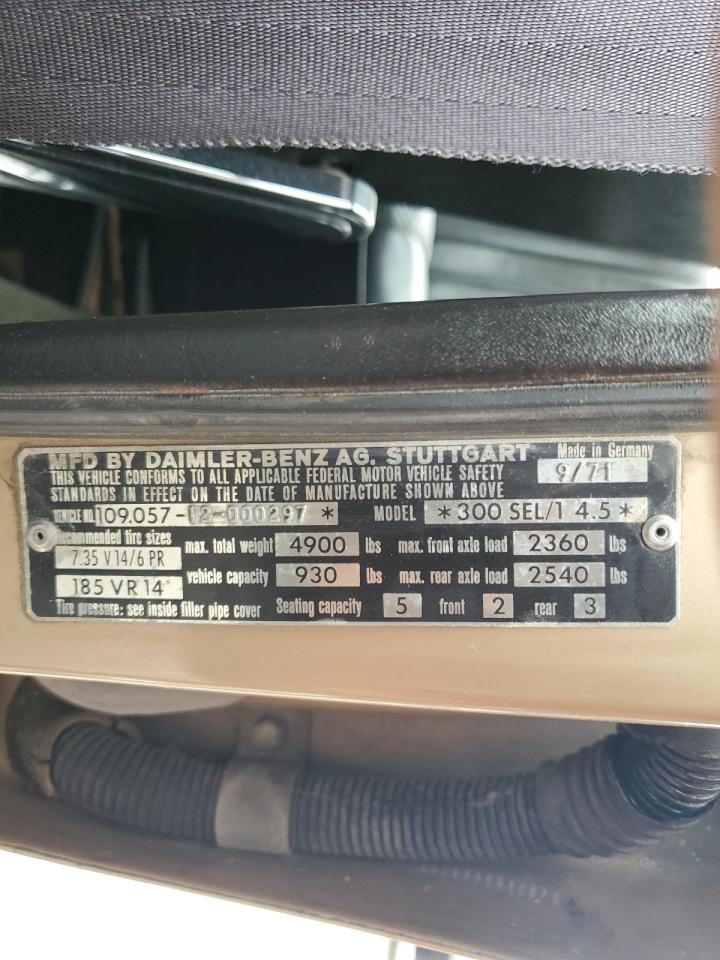 MFD BY DAIMLER-BENZ AG. STUTTGART Made in Germany
THIS VEHICLE CONFORMS TO ALL APPLICABLE FEDERAL MOTOR VEHICLE SAFETY 9/71
STANDARDS IN EFFECT ON THE DATE OF MANUFACTURE SHOWN ABOVE
VEHICLE NO. 109.057-12-000297 * MODEL *300 SEL/1 4.5*
Recommended tire sizes
7.35 V14/6 PR max. total weight 4900 lbs max. front axle load 2360 lbs
185 VR 14 vehicle capacity 930 lbs max. rear axle load 2540 lbs
Tire pressure: see inside filler pipe cover Seating capacity 5 front 2 rear 3